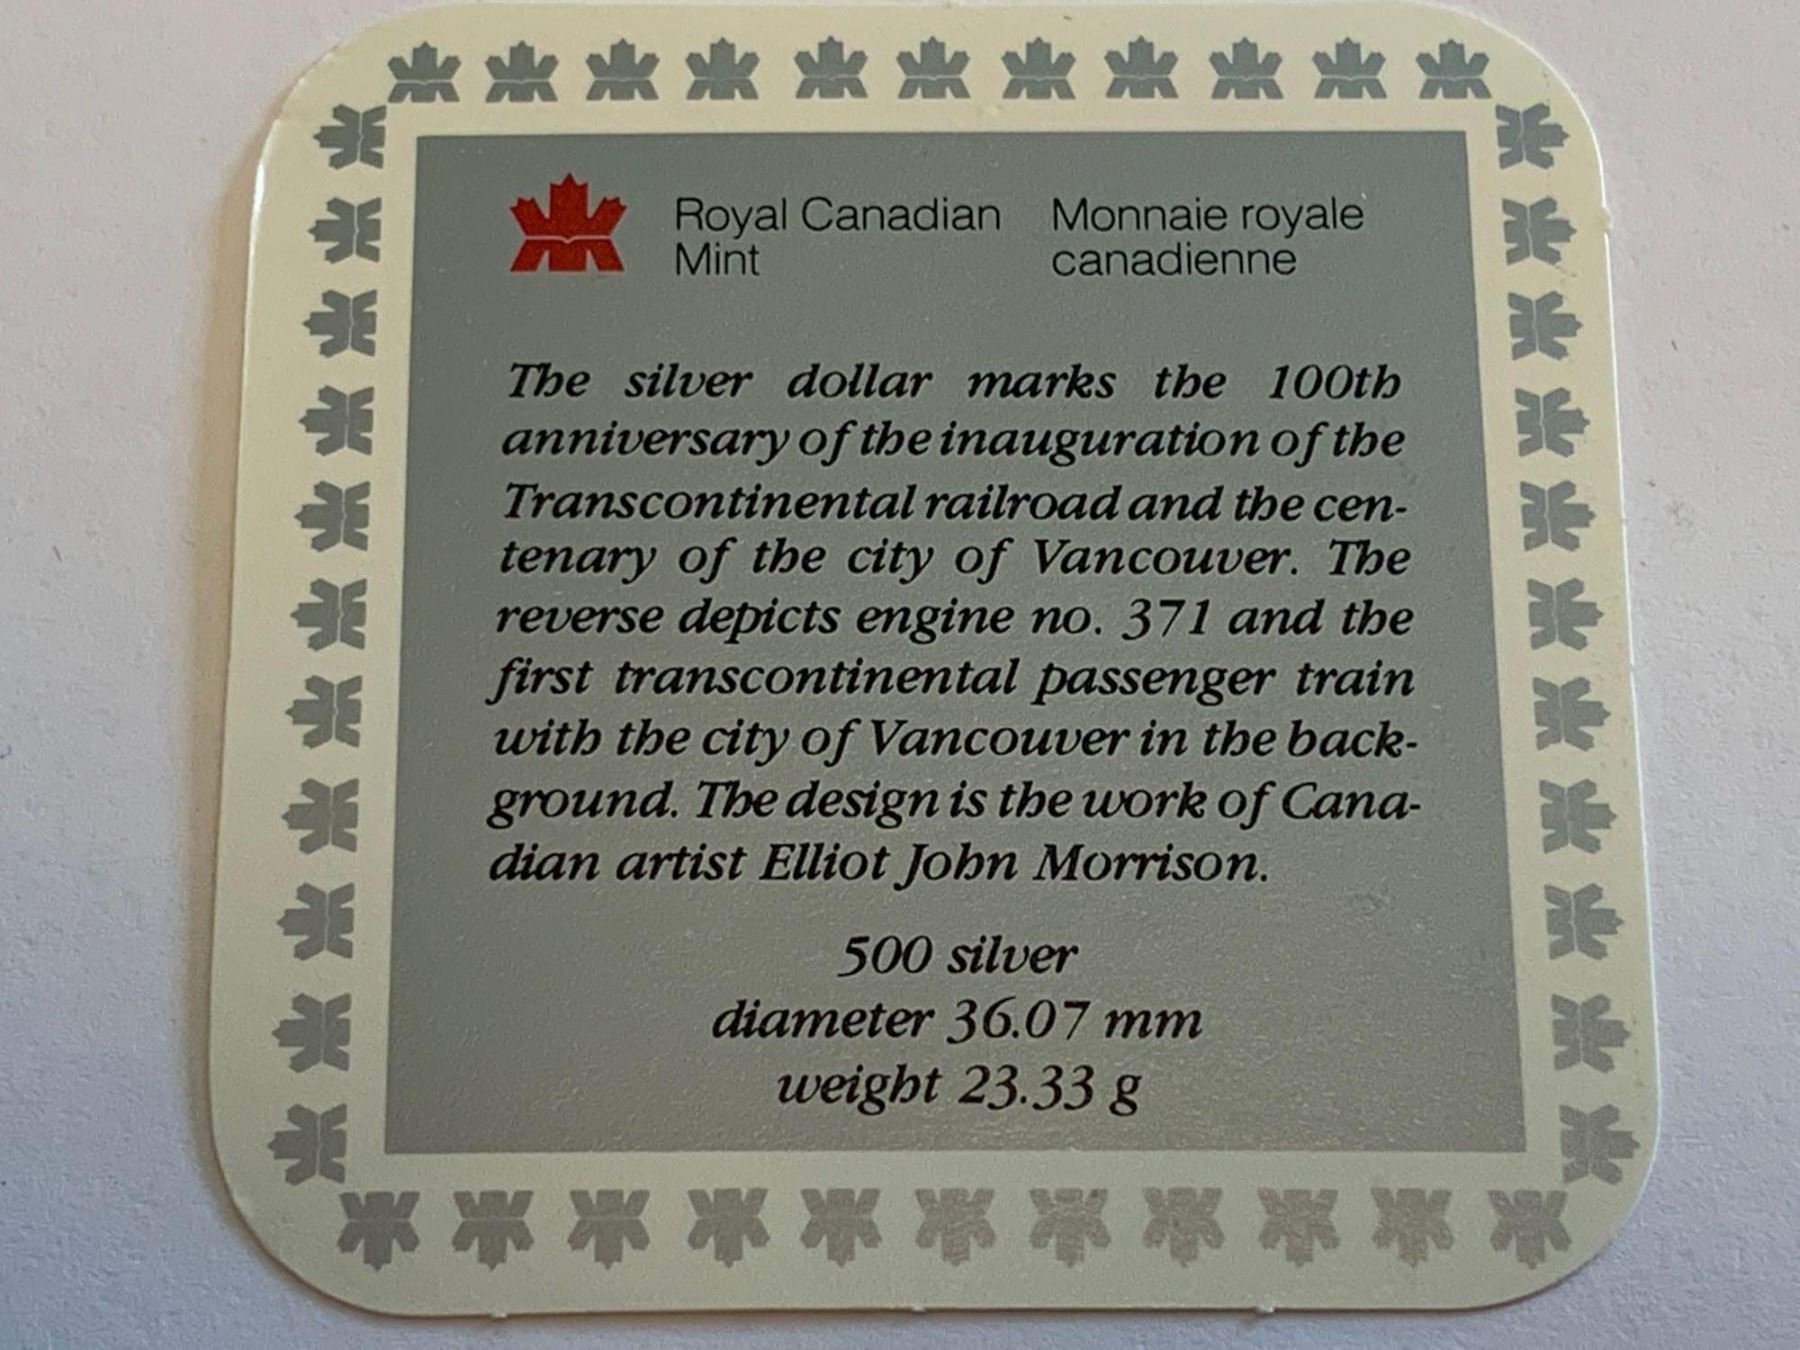 Royal Canadian Mint
Monnaie royale canadienne
The silver dollar marks the 100th
anniversary of the inauguration of the
Transcontinental railroad and the cen-
tenary of the city of Vancouver. The
reverse depicts engine no. 371 and the
first transcontinental passenger train
with the city of Vancouver in the back-
ground. The design is the work of Cana-
dian artist Elliot John Morrison.
500 silver
diameter 36.07 mm
weight 23.33 g